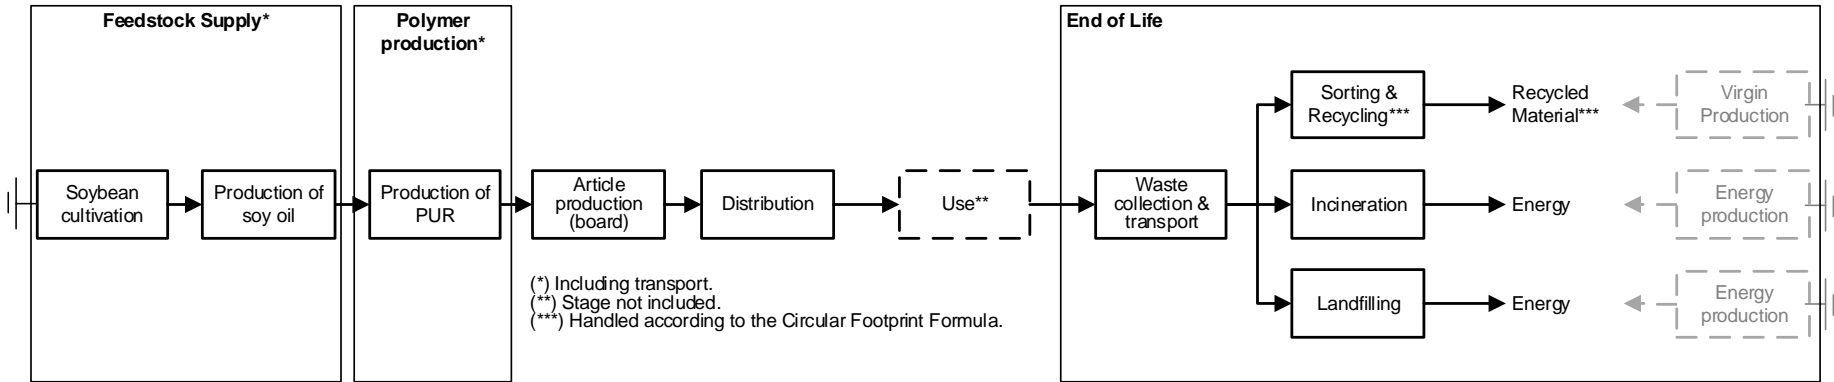 Feedstock Supply*
Polymer
production*
End of Life
Soybean
cultivation
Production of
soy oil
Production of
PUR
Article
production
(board)
Distribution
Use**
Waste
collection &
transport
Sorting &
Recycling***
Recycled
Material***
Virgin
Production
Incineration
Energy
Energy
production
Landfilling
Energy
Energy
production
(*) Including transport.
(**) Stage not included.
(***) Handled according to the Circular Footprint Formula.